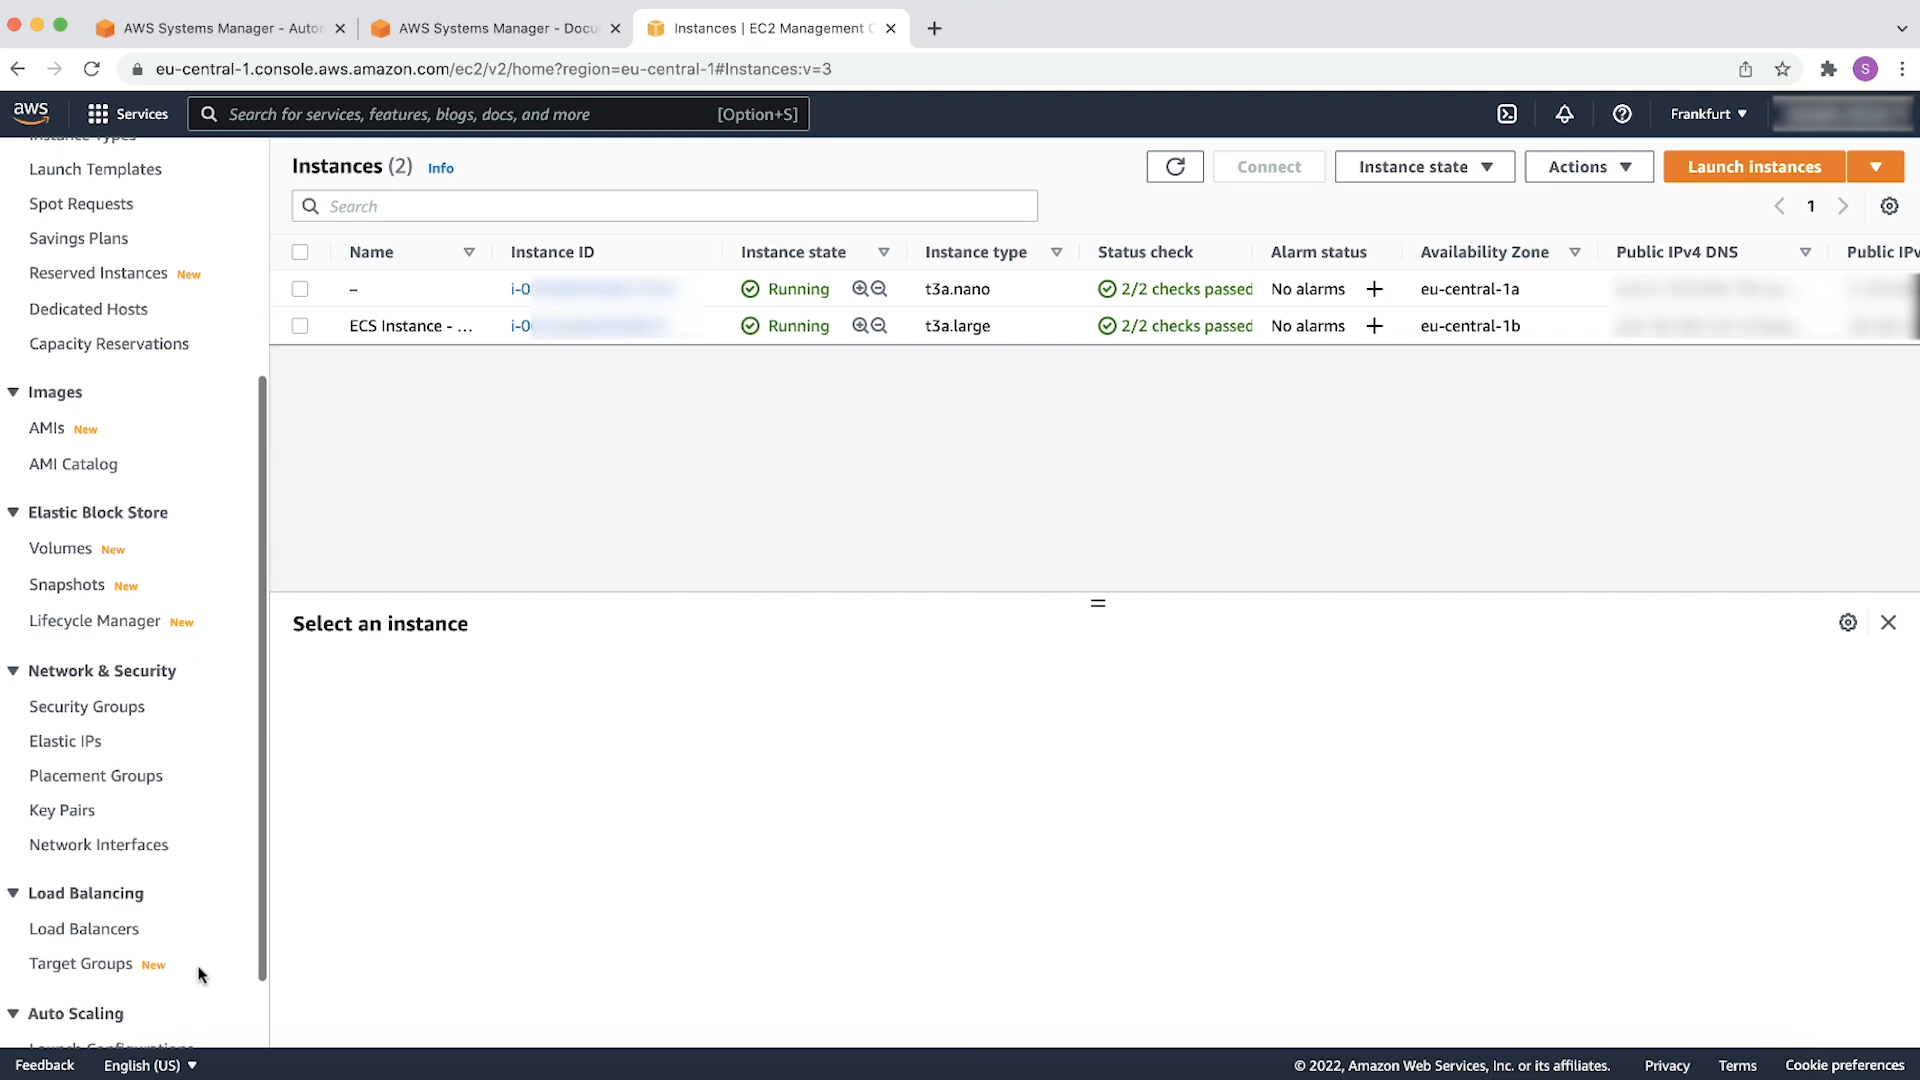 AWS Systems Manager - Autor
AWS Systems Manager - Docu
Instances | EC2 Management C
eu-central-1.console.aws.amazon.com/ec2/v2/home?region=eu-central-1#Instances:v=3
S
aws
Services
Search for services, features, blogs, docs, and more
[Option+S]
Frankfurt
Instance Types
Launch Templates
Spot Requests
Savings Plans
Reserved Instances New
Dedicated Hosts
Capacity Reservations
Images
AMIs New
AMI Catalog
Elastic Block Store
Volumes New
Snapshots New
Lifecycle Manager New
Network & Security
Security Groups
Elastic IPs
Placement Groups
Key Pairs
Network Interfaces
Load Balancing
Load Balancers
Target Groups New
Auto Scaling
Launch Configurations
Instances (2) Info
Connect
Instance state
Actions
Launch instances
Search
1
Name Instance ID Instance state Instance type Status check Alarm status Availability Zone Public IPv4 DNS Public IPv
– i-0 Running t3a.nano 2/2 checks passed No alarms + eu-central-1a
ECS Instance - ... i-0 Running t3a.large 2/2 checks passed No alarms + eu-central-1b
Select an instance
Feedback English (US) © 2022, Amazon Web Services, Inc. or its affiliates. Privacy Terms Cookie preferences